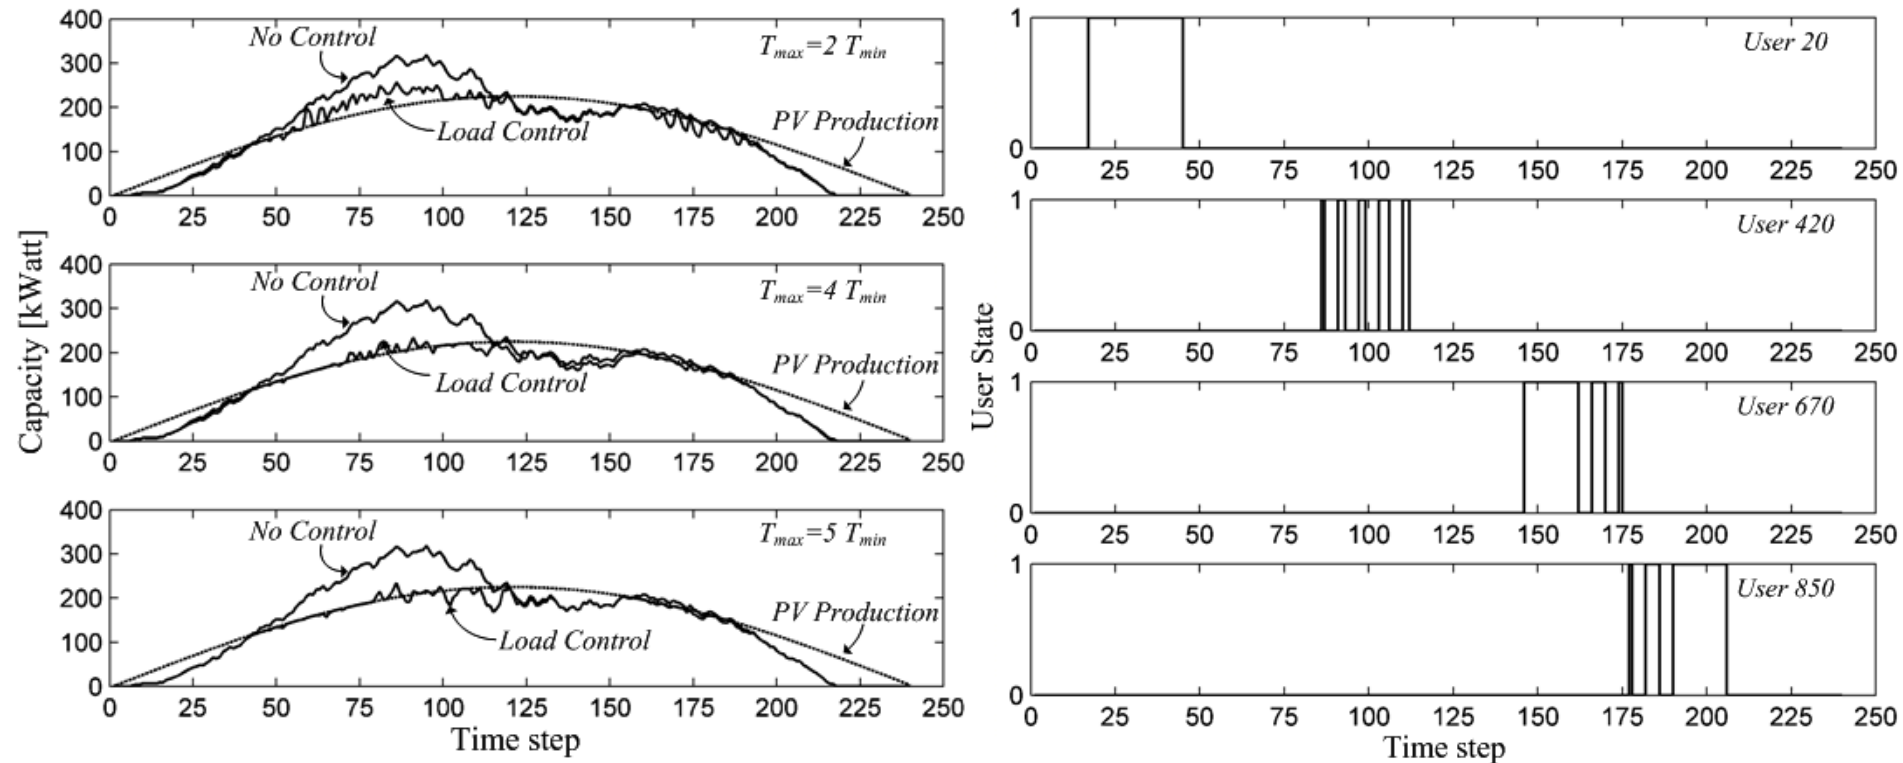 400
300
200
100
0
No Control
Tmax=2 Tmin
Load Control
PV Production
0 25 50 75 100 125 150 175 200 225 250
400
300
200
100
0
No Control
Tmax=4 Tmin
Load Control
PV Production
0 25 50 75 100 125 150 175 200 225 250
400
300
200
100
0
No Control
Tmax=5 Tmin
Load Control
PV Production
0 25 50 75 100 125 150 175 200 225 250
Capacity [kWatt]
Time step
1
0
User 20
0 25 50 75 100 125 150 175 200 225 250
1
0
User 420
0 25 50 75 100 125 150 175 200 225 250
1
0
User 670
0 25 50 75 100 125 150 175 200 225 250
1
0
User 850
0 25 50 75 100 125 150 175 200 225 250
User State
Time step